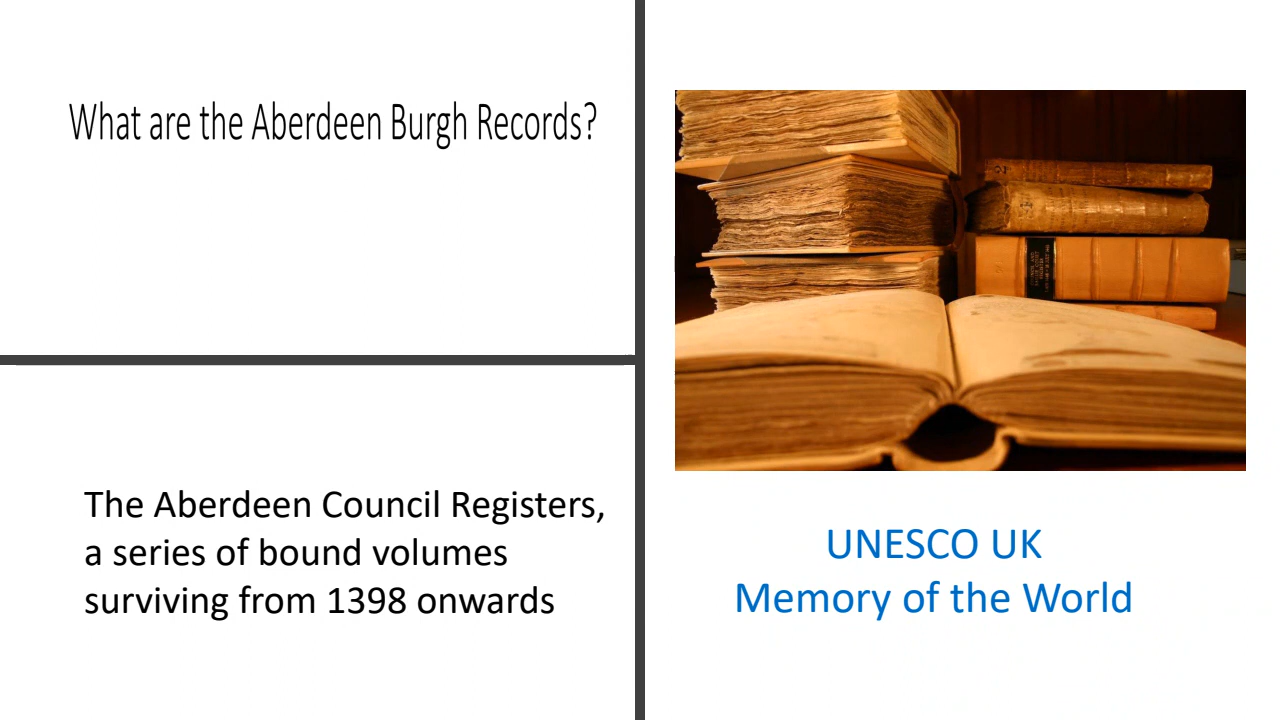 What are the Aberdeen Burgh Records?
The Aberdeen Council Registers,
a series of bound volumes
surviving from 1398 onwards
UNESCO UK
Memory of the World